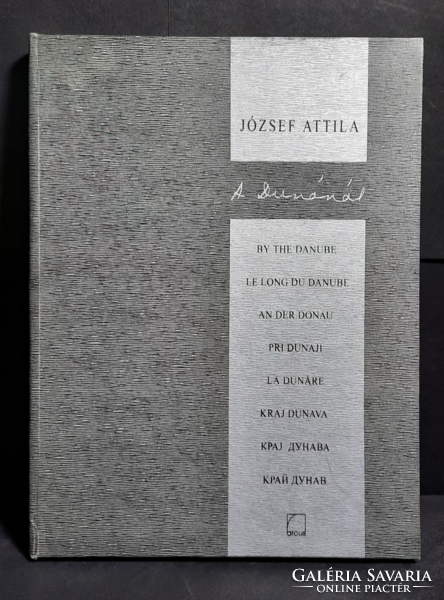 JÓZSEF ATTILA
A Dunánál
BY THE DANUBE
LE LONG DU DANUBE
AN DER DONAU
PRI DUNAJI
LA DUNĂRE
KRAJ DUNAVA
КРАЈ ДУНАВА
КРАЙ ДУНАВ
arcus
GALÉRIA SAVARIA
ONLINE PIACTÉR